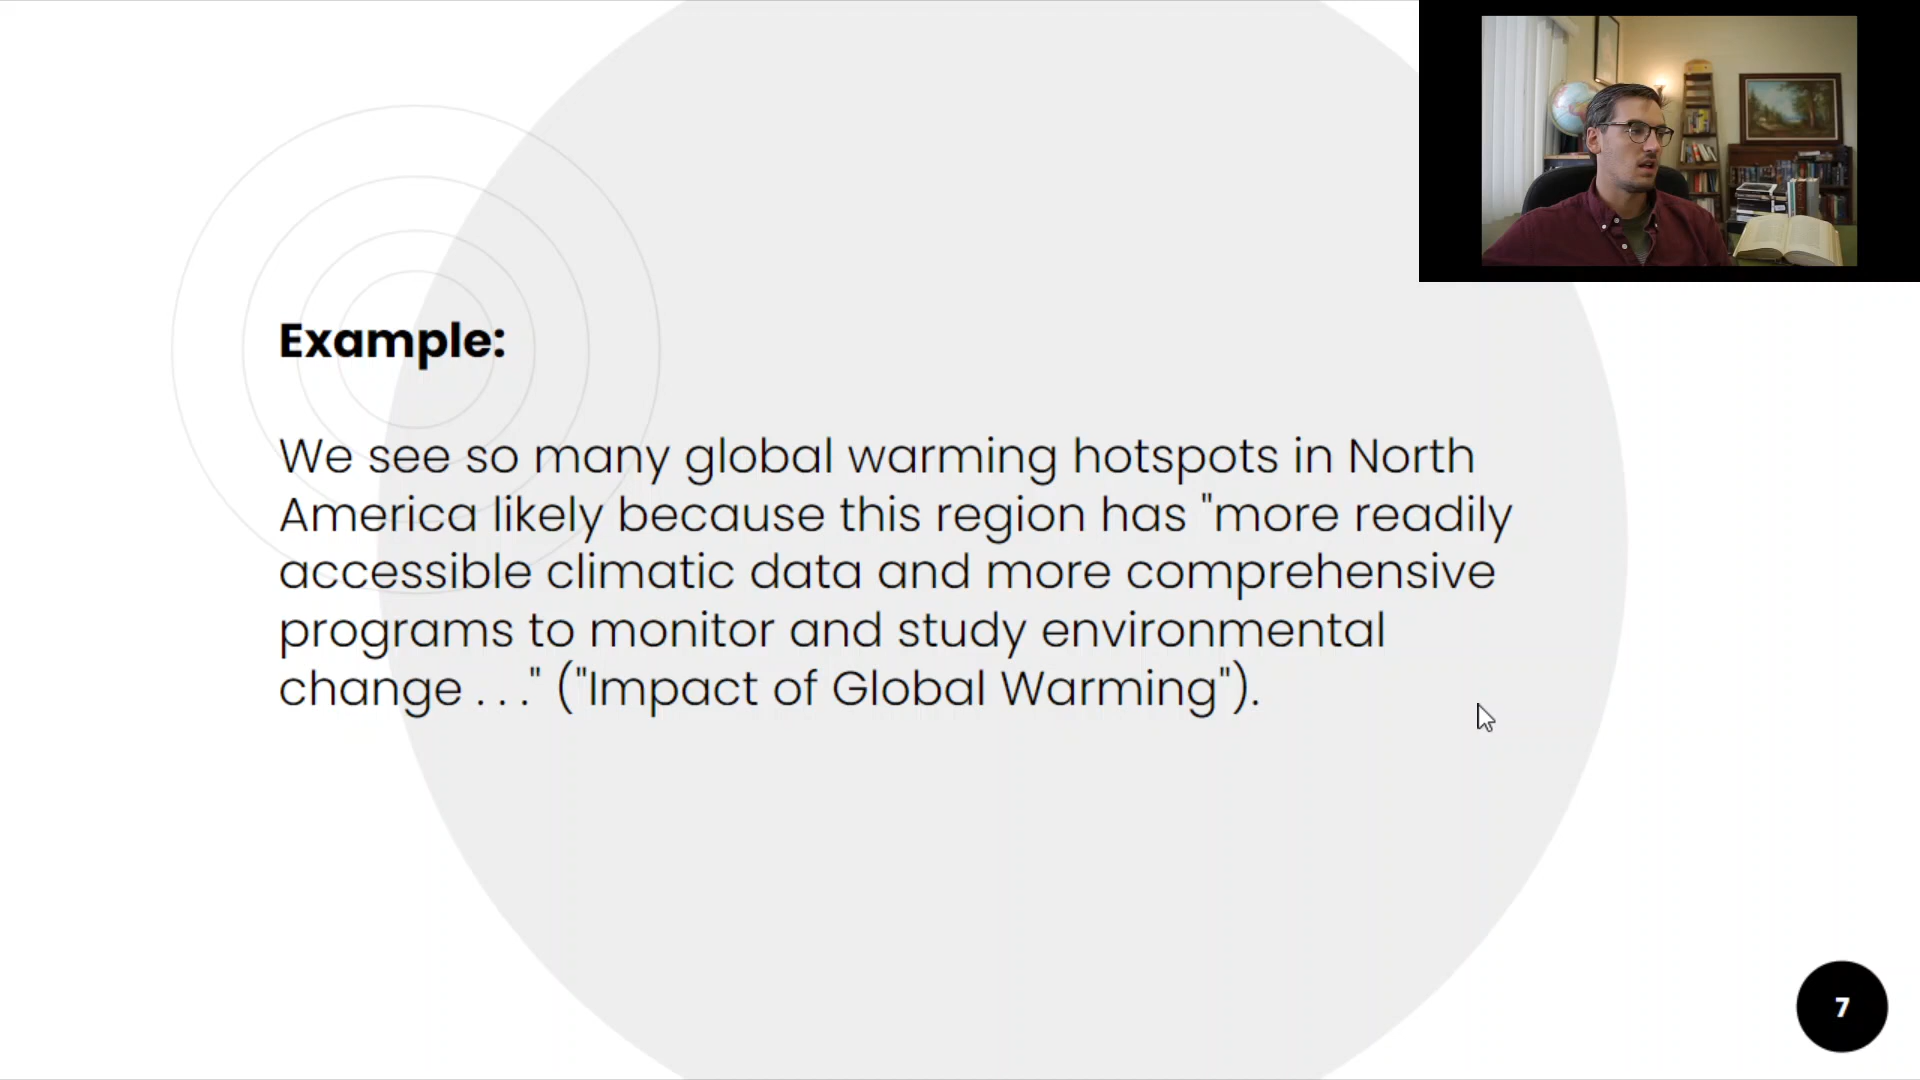 Example:
We see so many global warming hotspots in North
America likely because this region has "more readily
accessible climatic data and more comprehensive
programs to monitor and study environmental
change . . ." ("Impact of Global Warming").
7